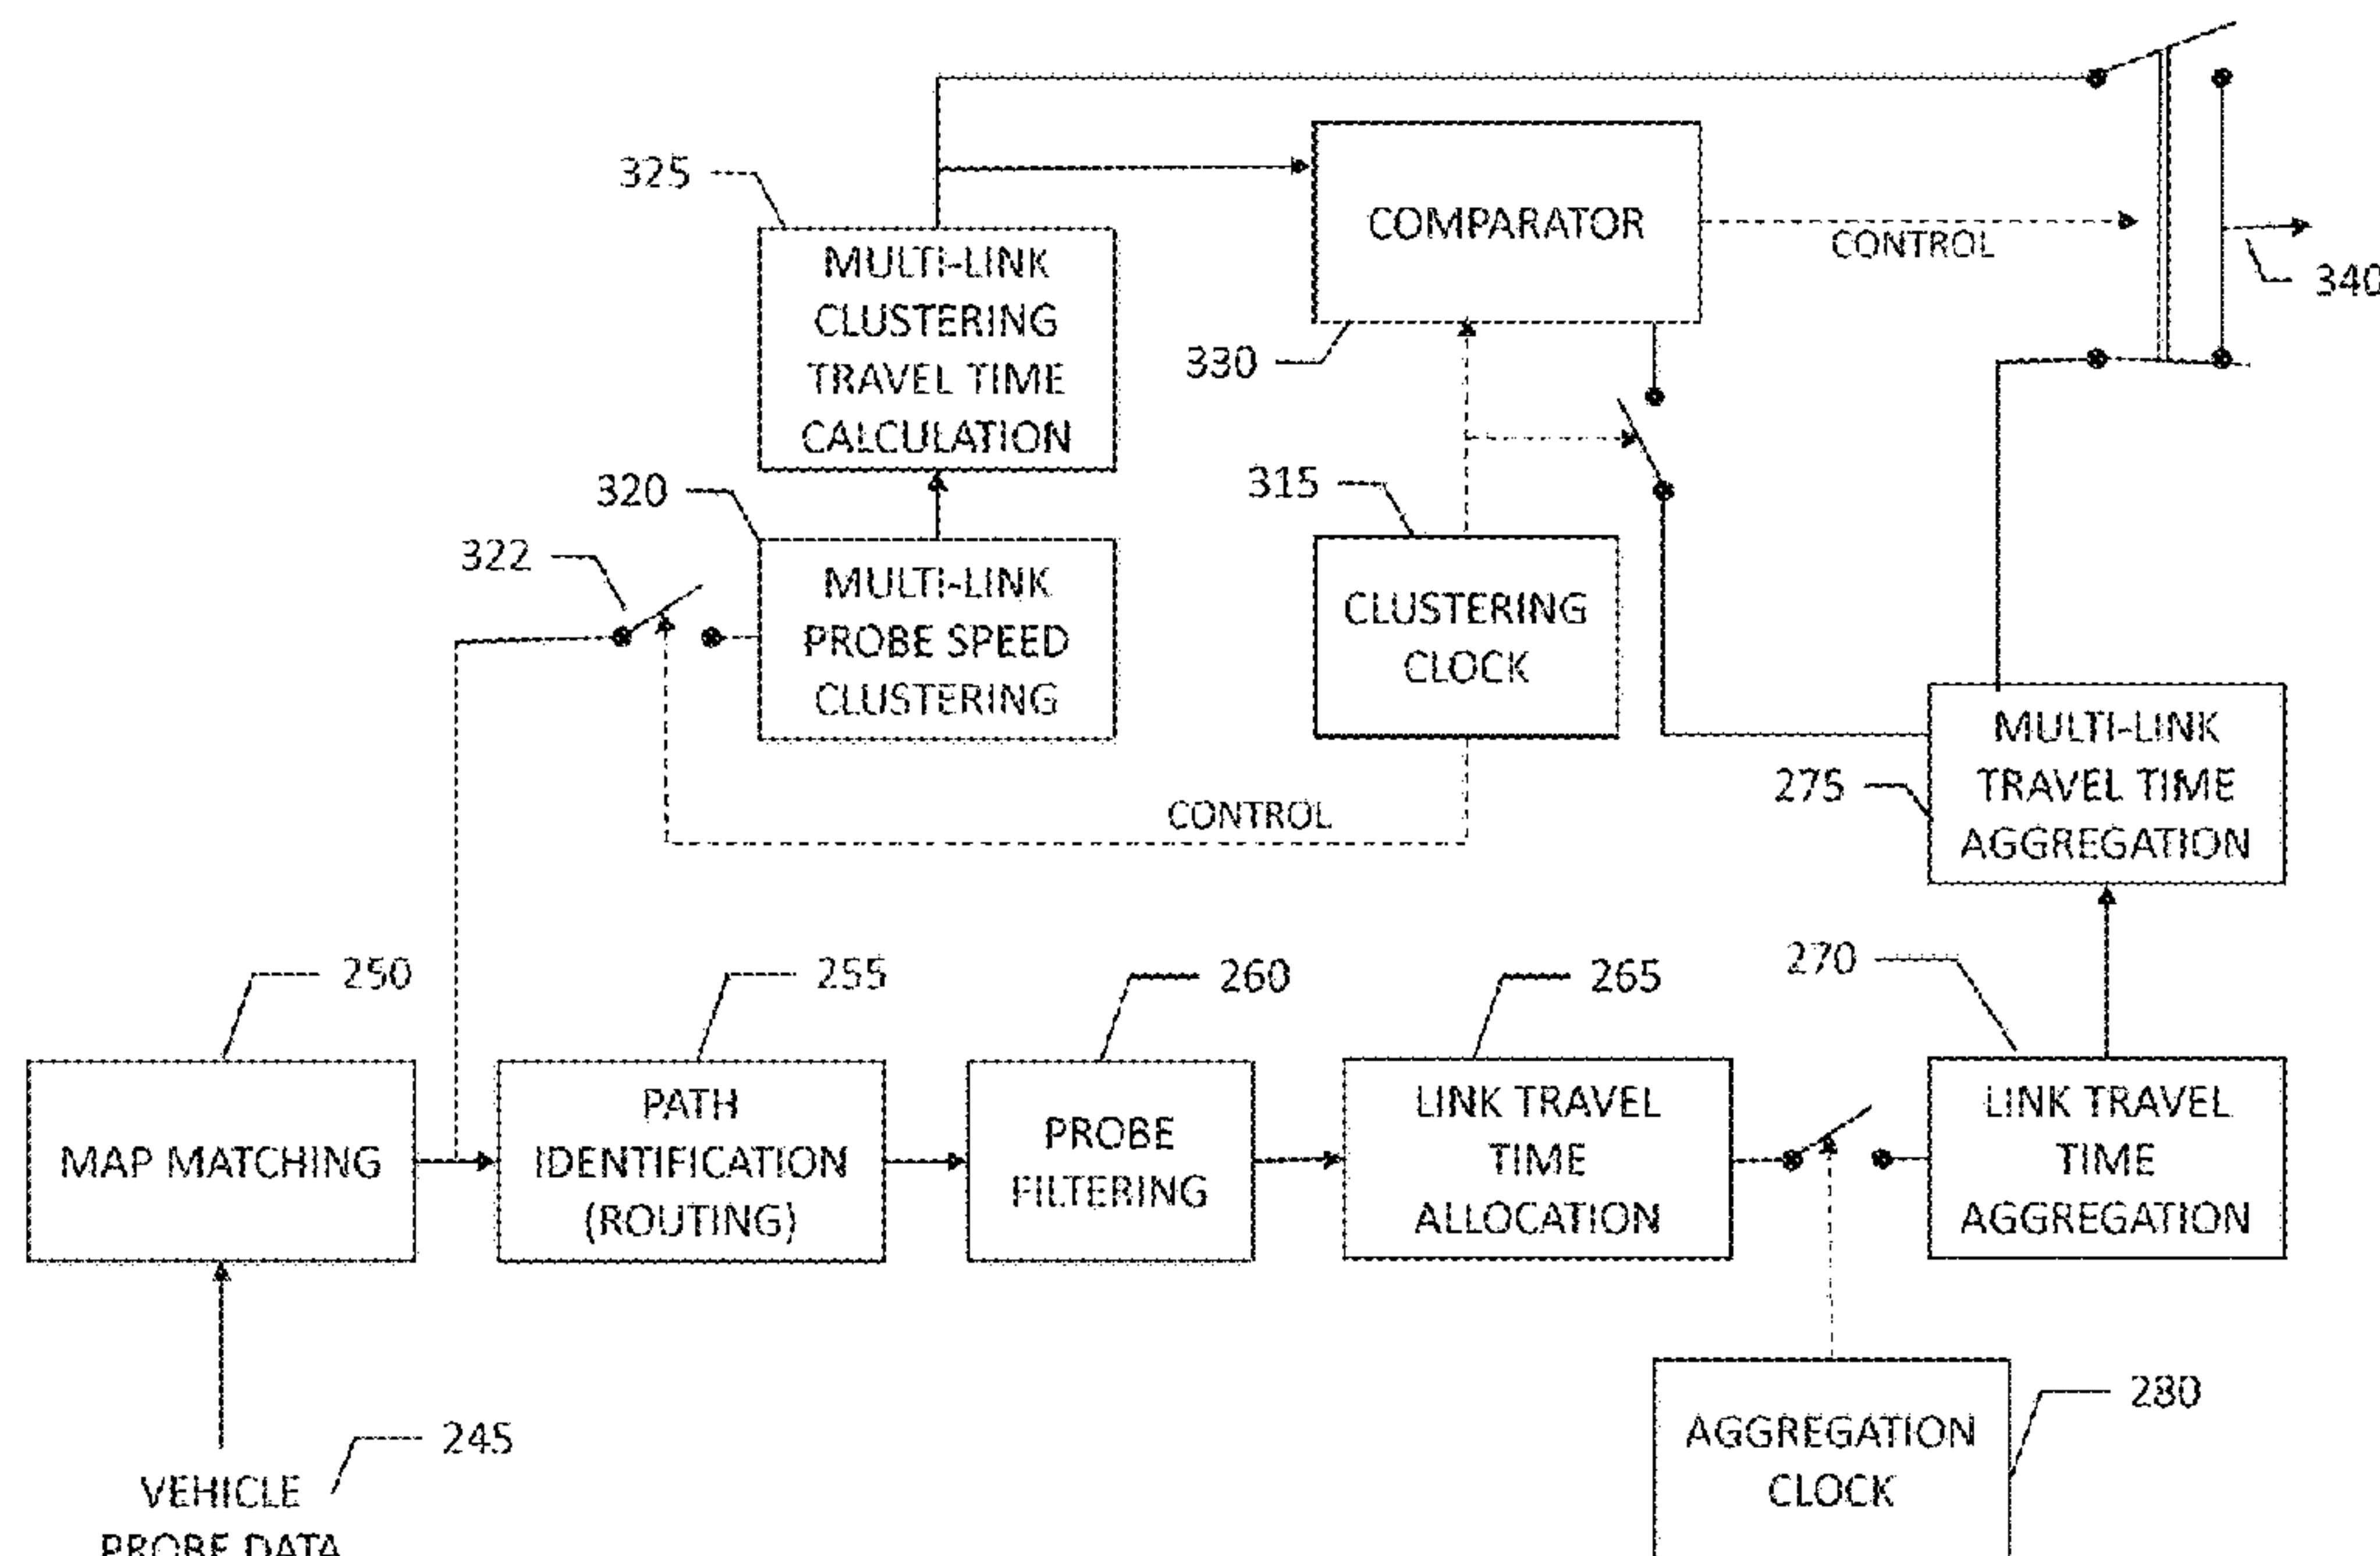 325
MULTI-LINK
CLUSTERING
TRAVEL TIME
CALCULATION
COMPARATOR
CONTROL
340
330
320
322
MULTI-LINK
PROBE SPEED
CLUSTERING
315
CLUSTERING
CLOCK
CONTROL
275
MULTI-LINK
TRAVEL TIME
AGGREGATION
250
MAP MATCHING
255
PATH
IDENTIFICATION
(ROUTING)
260
PROBE
FILTERING
265
LINK TRAVEL
TIME
ALLOCATION
270
LINK TRAVEL
TIME
AGGREGATION
245
VEHICLE
PROBE DATA
280
AGGREGATION
CLOCK